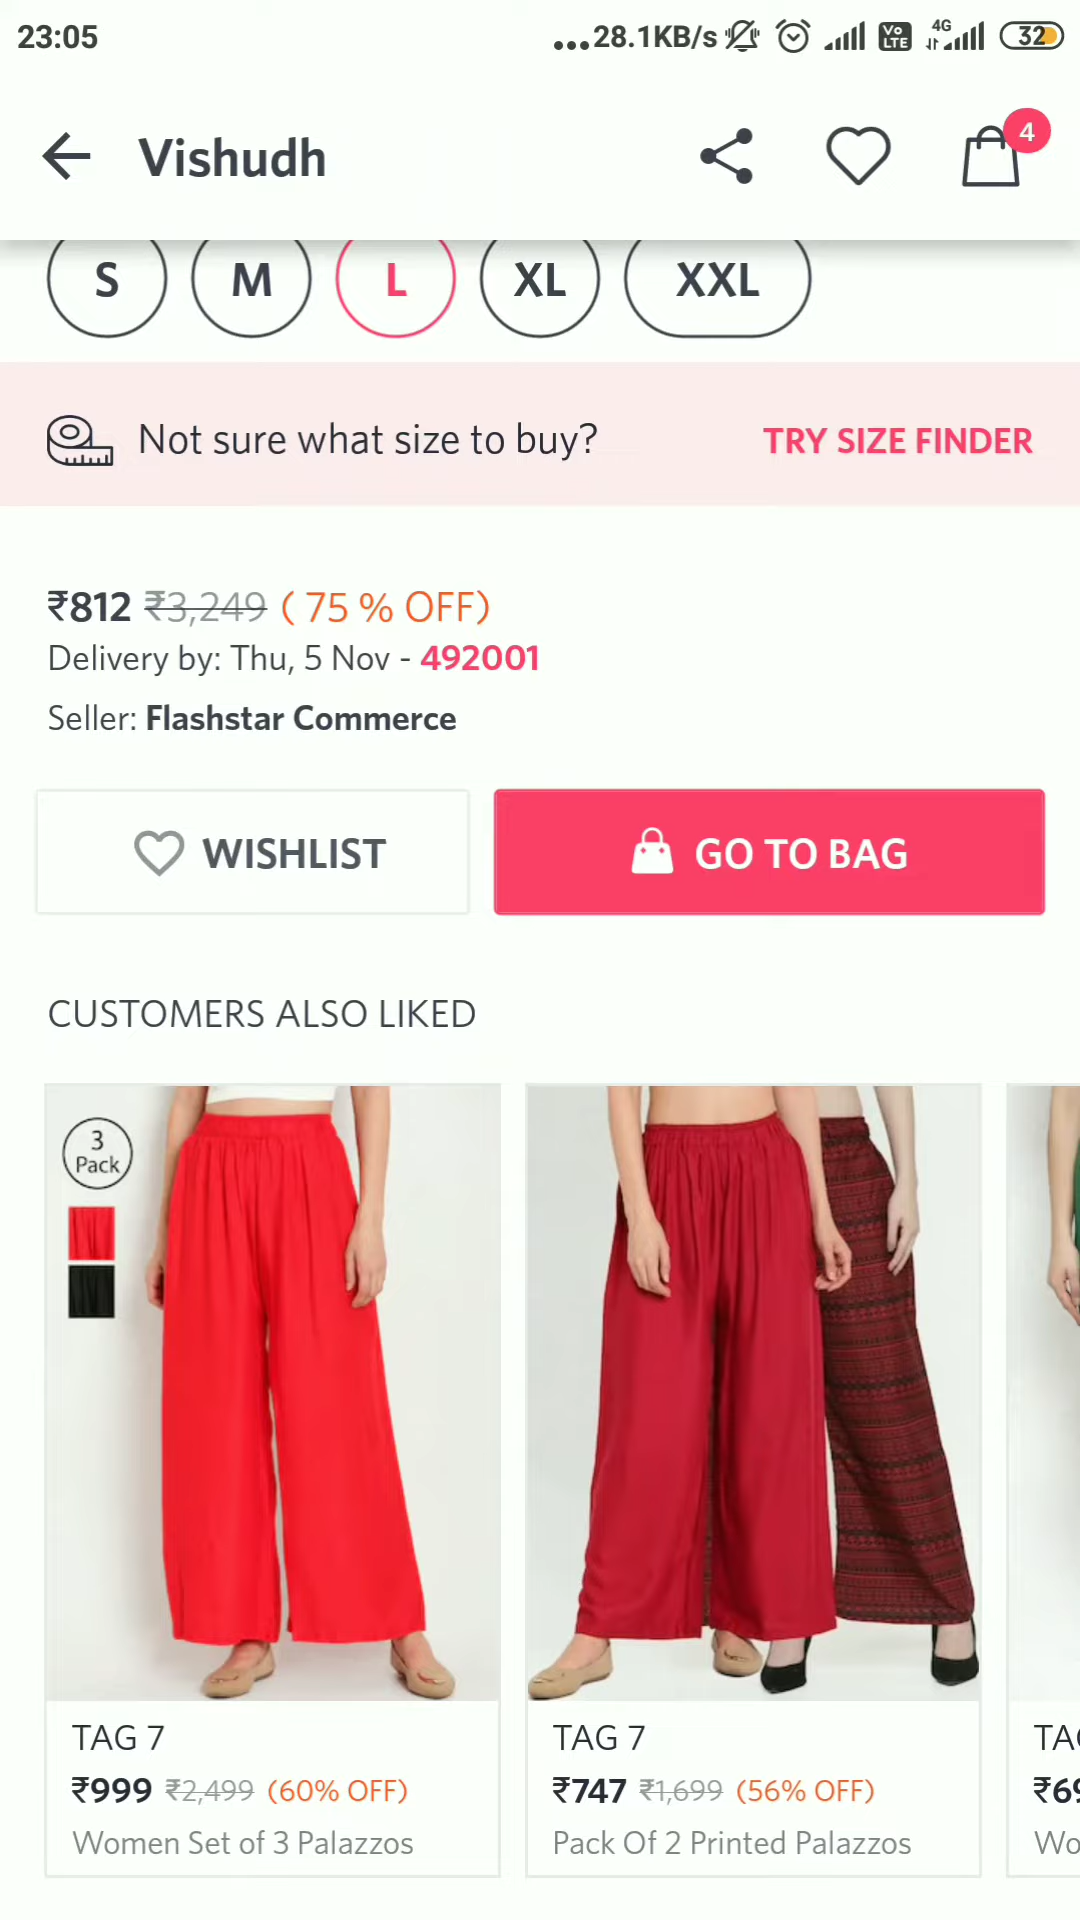 23:05
...28.1KB/s Vo LTE 4G 32
Vishudh
4
S M L XL XXL
Not sure what size to buy? TRY SIZE FINDER
₹812 ₹3,249 ( 75 % OFF)
Delivery by: Thu, 5 Nov - 492001
Seller: Flashstar Commerce
WISHLIST
GO TO BAG
CUSTOMERS ALSO LIKED
3
Pack
TAG 7
₹999 ₹2,499 (60% OFF)
Women Set of 3 Palazzos
TAG 7
₹747 ₹1,699 (56% OFF)
Pack Of 2 Printed Palazzos